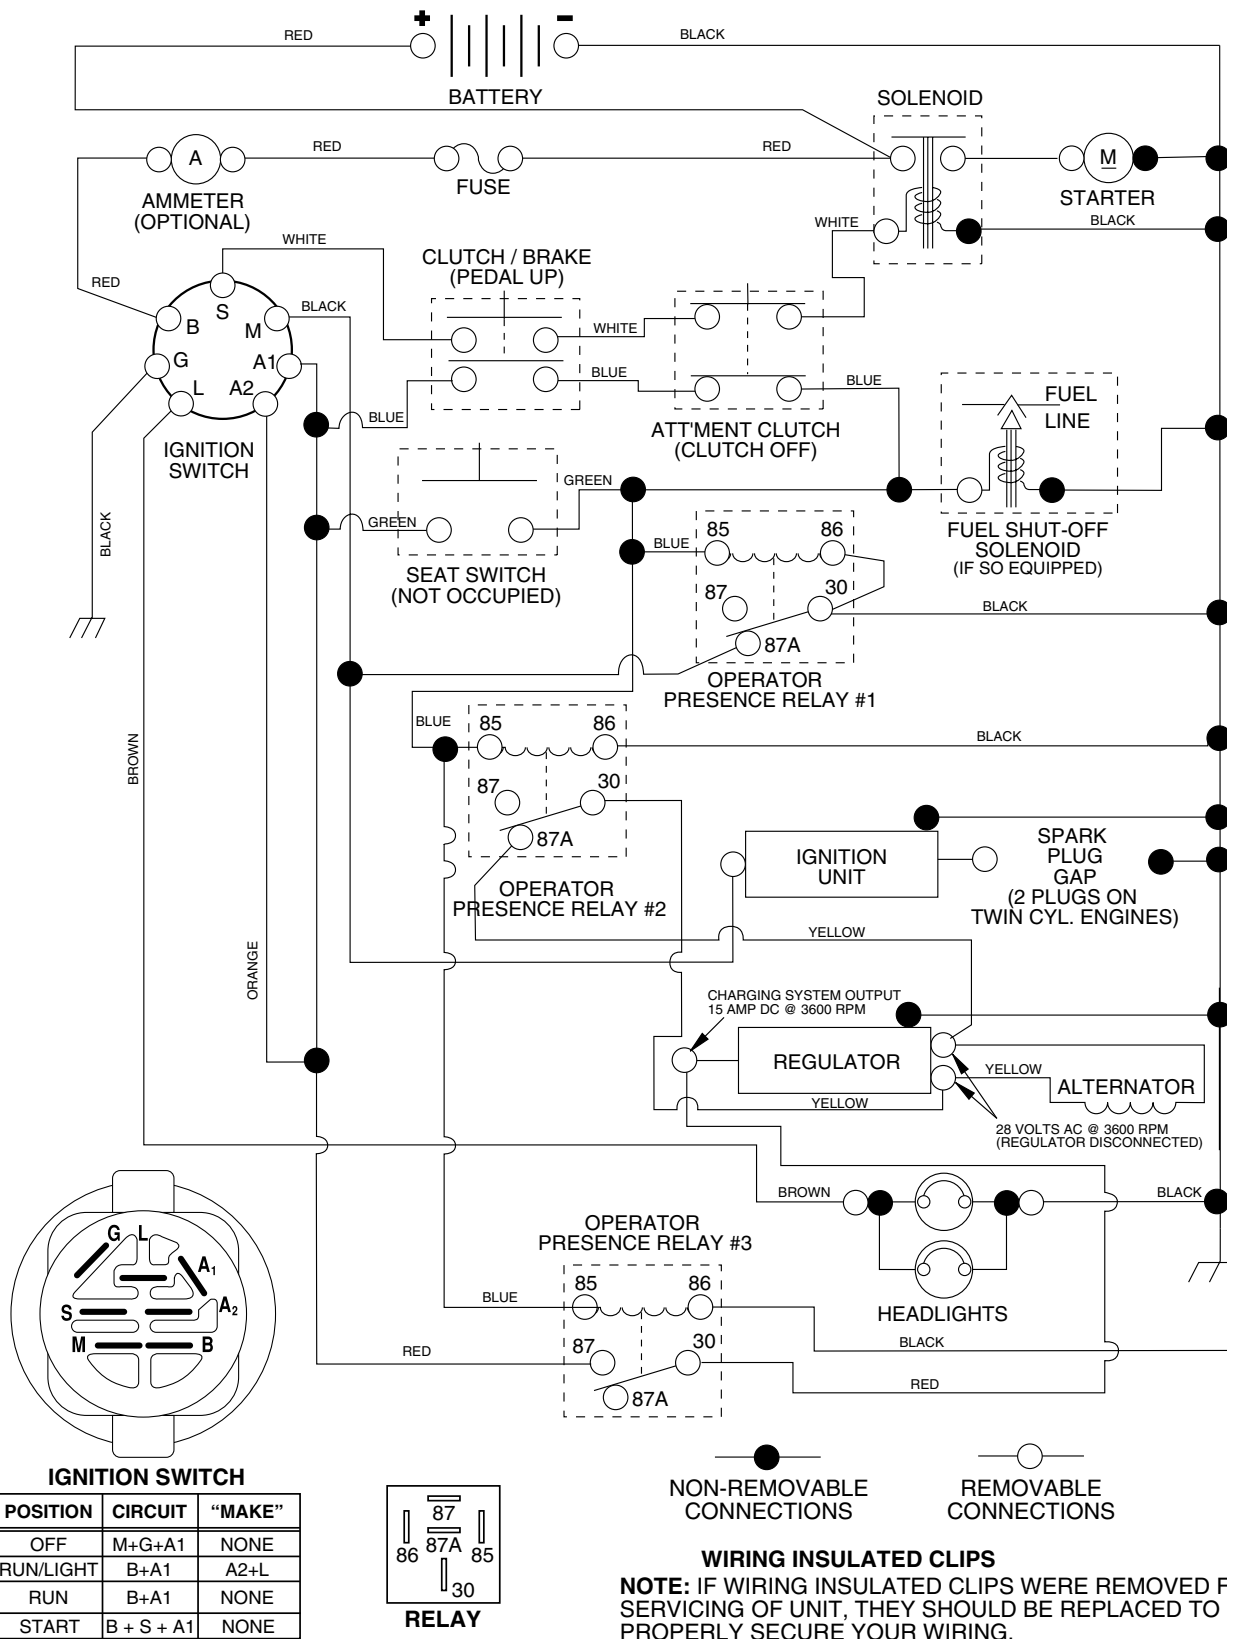 + −
RED
BLACK
BATTERY
SOLENOID
A
RED
RED
M
AMMETER
(OPTIONAL)
FUSE
STARTER
WHITE
WHITE
BLACK
CLUTCH / BRAKE
(PEDAL UP)
RED
S
B
M
BLACK
G
A1
L
A2
WHITE
BLUE
BLUE
BLUE
IGNITION
SWITCH
ATT'MENT CLUTCH
(CLUTCH OFF)
FUEL
LINE
GREEN
GREEN
BLACK
SEAT SWITCH
(NOT OCCUPIED)
BLUE
85
86
87
30
87A
FUEL SHUT-OFF
SOLENOID
(IF SO EQUIPPED)
BLACK
OPERATOR
PRESENCE RELAY #1
BLUE
85
86
87
30
87A
BLACK
BROWN
OPERATOR
PRESENCE RELAY #2
IGNITION
UNIT
SPARK
PLUG
GAP
(2 PLUGS ON
TWIN CYL. ENGINES)
YELLOW
ORANGE
CHARGING SYSTEM OUTPUT
15 AMP DC @ 3600 RPM
REGULATOR
YELLOW
ALTERNATOR
YELLOW
28 VOLTS AC @ 3600 RPM
(REGULATOR DISCONNECTED)
BROWN
BLACK
HEADLIGHTS
OPERATOR
PRESENCE RELAY #3
85
86
87
30
87A
BLUE
BLACK
RED
RED
G
L
A1
A2
S
M
B
IGNITION SWITCH
POSITION CIRCUIT “MAKE”
OFF M+G+A1 NONE
RUN/LIGHT B+A1 A2+L
RUN B+A1 NONE
START B + S + A1 NONE
87
87A
86
85
30
RELAY
NON-REMOVABLE
CONNECTIONS
REMOVABLE
CONNECTIONS
WIRING INSULATED CLIPS
NOTE: IF WIRING INSULATED CLIPS WERE REMOVED F
SERVICING OF UNIT, THEY SHOULD BE REPLACED TO
PROPERLY SECURE YOUR WIRING.